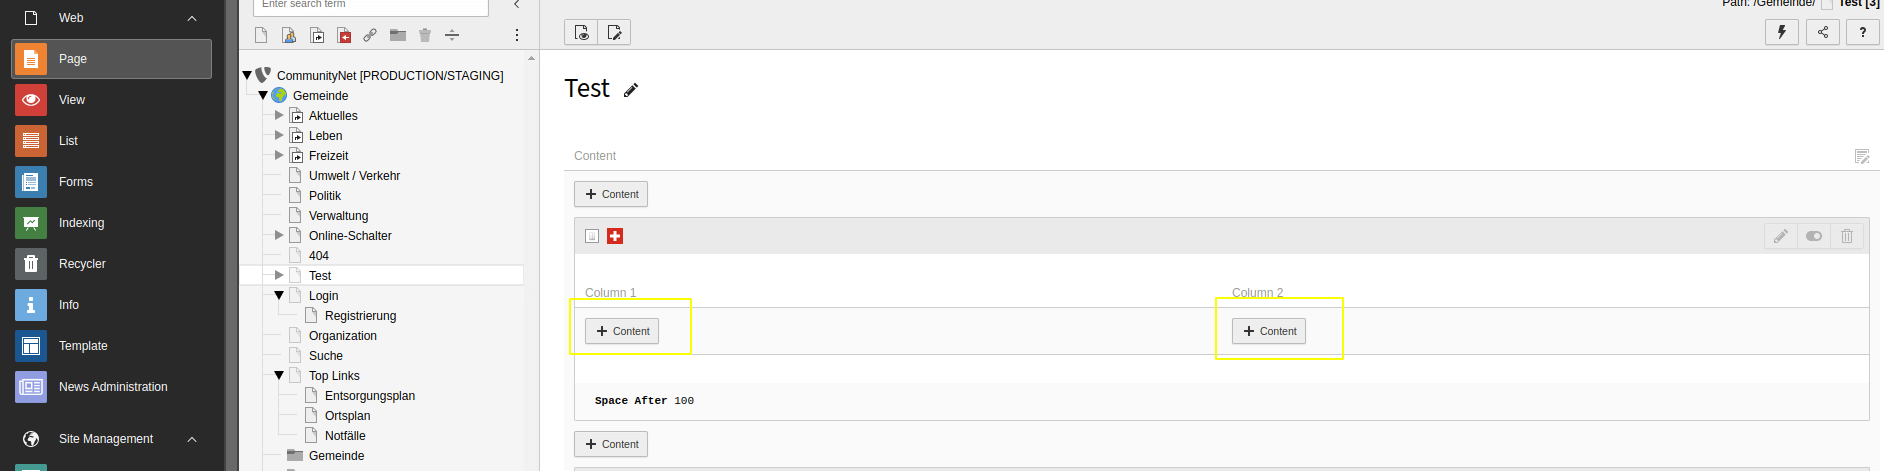 Web
Page
View
List
Forms
Indexing
Recycler
Info
Template
News Administration
Site Management
Enter search term
CommunityNet [PRODUCTION/STAGING]
Gemeinde
Aktuelles
Leben
Freizeit
Umwelt / Verkehr
Politik
Verwaltung
Online-Schalter
404
Test
Login
Registrierung
Organization
Suche
Top Links
Entsorgungsplan
Ortsplan
Notfälle
Gemeinde
Path: /Gemeinde/ Test [3]
?
Test
Content
+ Content
Column 1 Column 2
+ Content + Content
Space After 100
+ Content